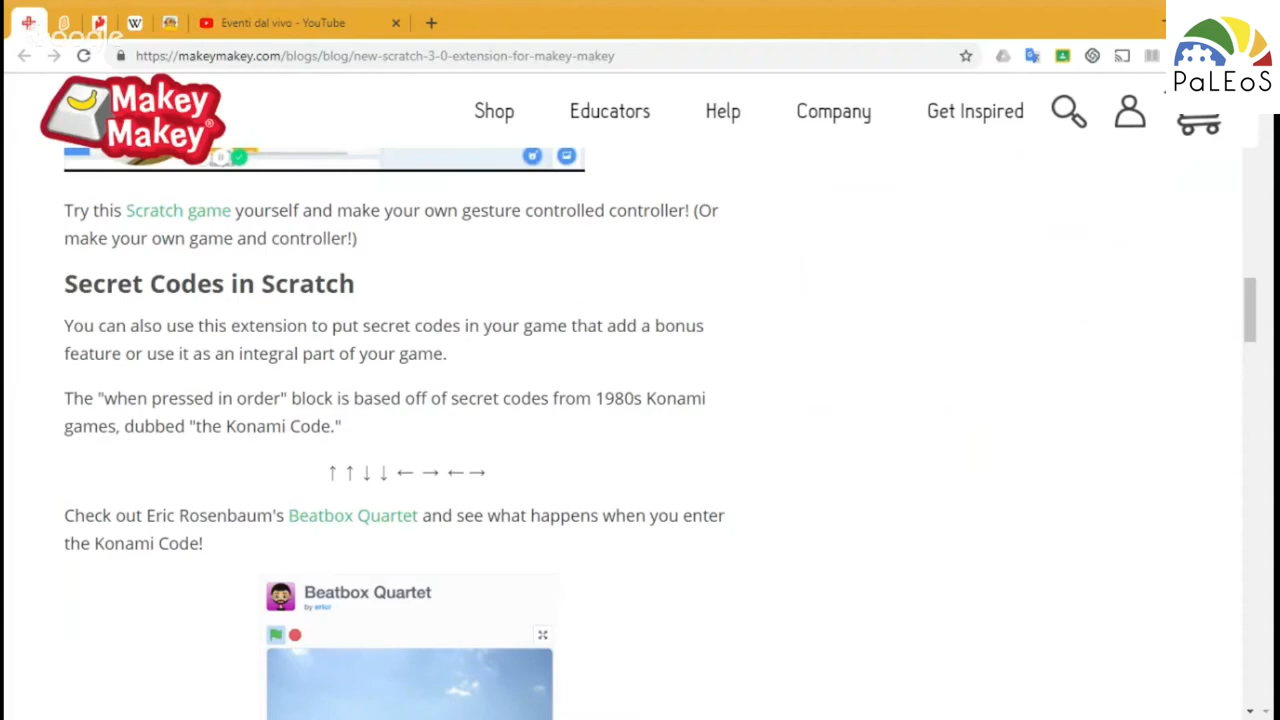 Eventi dal vivo - YouTube
Google
https://makeymakey.com/blogs/blog/new-scratch-3-0-extension-for-makey-makey
PaLEoS
Makey
Makey®
Shop
Educators
Help
Company
Get Inspired
Try this Scratch game yourself and make your own gesture controlled controller! (Or
make your own game and controller!)
Secret Codes in Scratch
You can also use this extension to put secret codes in your game that add a bonus
feature or use it as an integral part of your game.
The "when pressed in order" block is based off of secret codes from 1980s Konami
games, dubbed "the Konami Code."
↑ ↑ ↓ ↓ ← → ← →
Check out Eric Rosenbaum's Beatbox Quartet and see what happens when you enter
the Konami Code!
Beatbox Quartet
by ericr